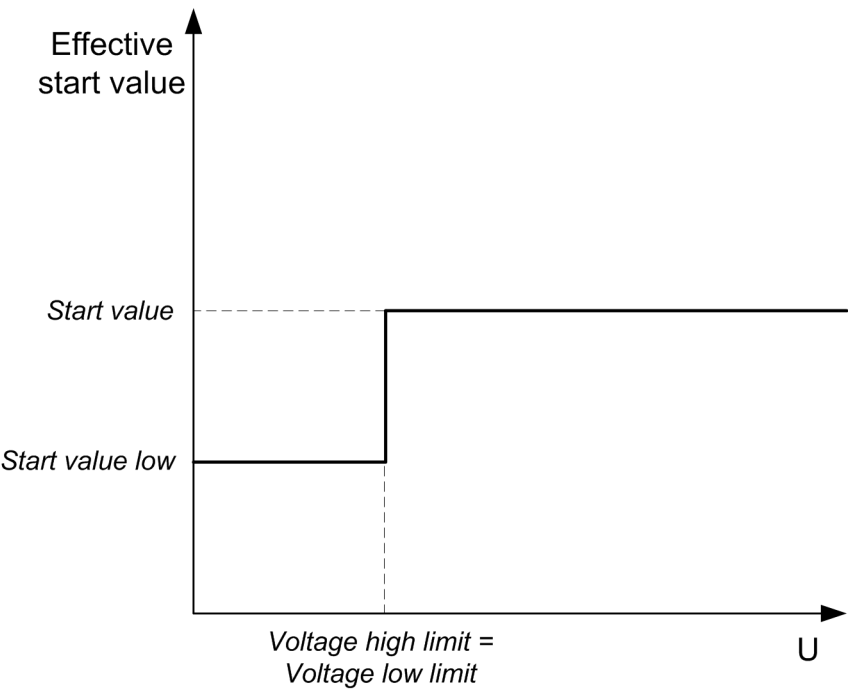 Effective
start value
Start value
Start value low
Voltage high limit =
Voltage low limit
U